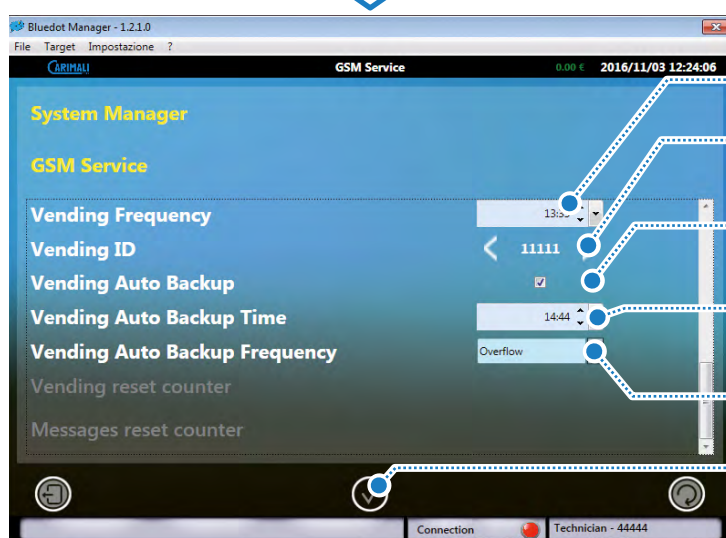 Bluedot Manager - 1.2.1.0
File Target Impostazione ?
CARIMALI GSM Service 0.00 € 2016/11/03 12:24:06
System Manager
GSM Service
Vending Frequency
Vending ID 11111
Vending Auto Backup
Vending Auto Backup Time 14:44
Vending Auto Backup Frequency Overflow
Vending reset counter
Messages reset counter
Connection Technician - 44444